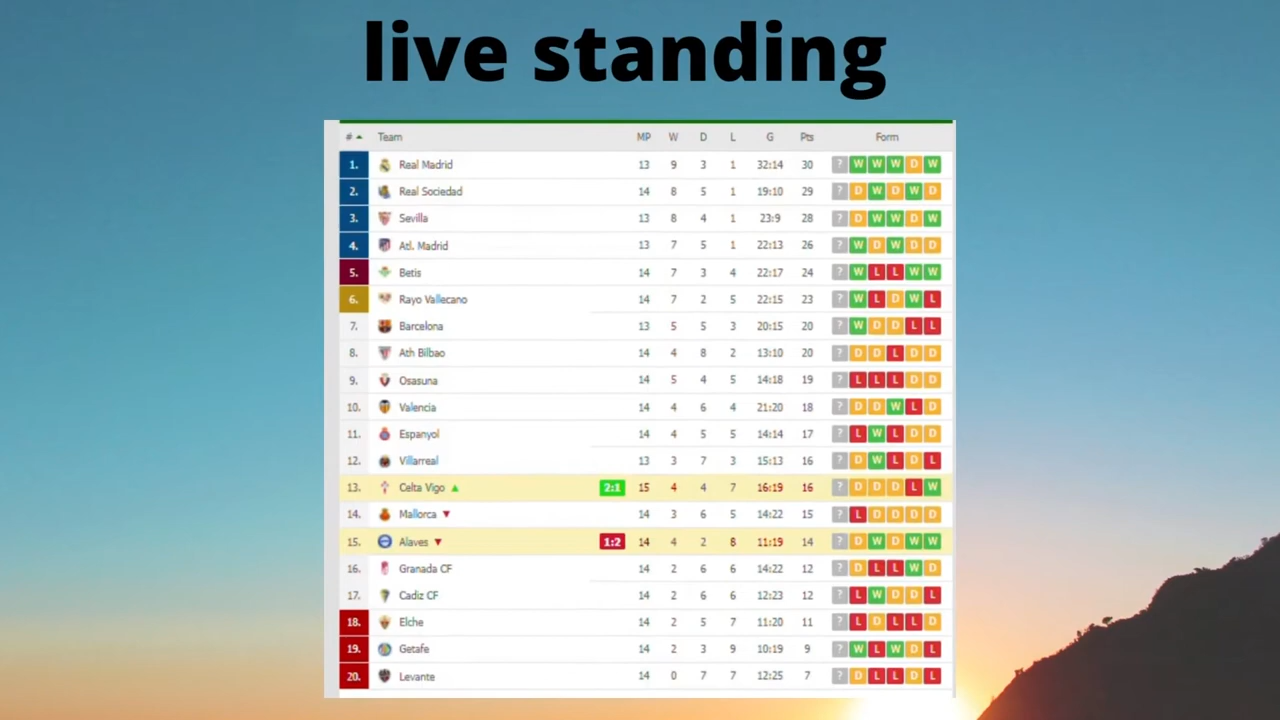 live standing
# Team MP W D L G Pts Form
1. Real Madrid 13 9 3 1 32:14 30 ? W W W D W
2. Real Sociedad 14 8 5 1 19:10 29 ? D W D W D
3. Sevilla 13 8 4 1 23:9 28 ? D W W D W
4. Atl. Madrid 13 7 5 1 22:13 26 ? W D W D D
5. Betis 14 7 3 4 22:17 24 ? W L L W W
6. Rayo Vallecano 14 7 2 5 22:15 23 ? W L D W L
7. Barcelona 13 5 5 3 20:15 20 ? W D D L L
8. Ath Bilbao 14 4 8 2 13:10 20 ? D D L D D
9. Osasuna 14 5 4 5 14:18 19 ? L L L D D
10. Valencia 14 4 6 4 21:20 18 ? D D W L D
11. Espanyol 14 4 5 5 14:14 17 ? L W L D D
12. Villarreal 13 3 7 3 15:13 16 ? D W L D L
13. Celta Vigo 2:1 15 4 4 7 16:19 16 ? D D D L W
14. Mallorca 14 3 6 5 14:22 15 ? L D D D D
15. Alaves 1:2 14 4 2 8 11:19 14 ? D W D W W
16. Granada CF 14 2 6 6 14:22 12 ? D L L W D
17. Cadiz CF 14 2 6 6 12:23 12 ? L W D D L
18. Elche 14 2 5 7 11:20 11 ? L D L L D
19. Getafe 14 2 3 9 10:19 9 ? W L W D L
20. Levante 14 0 7 7 12:25 7 ? D L L D L